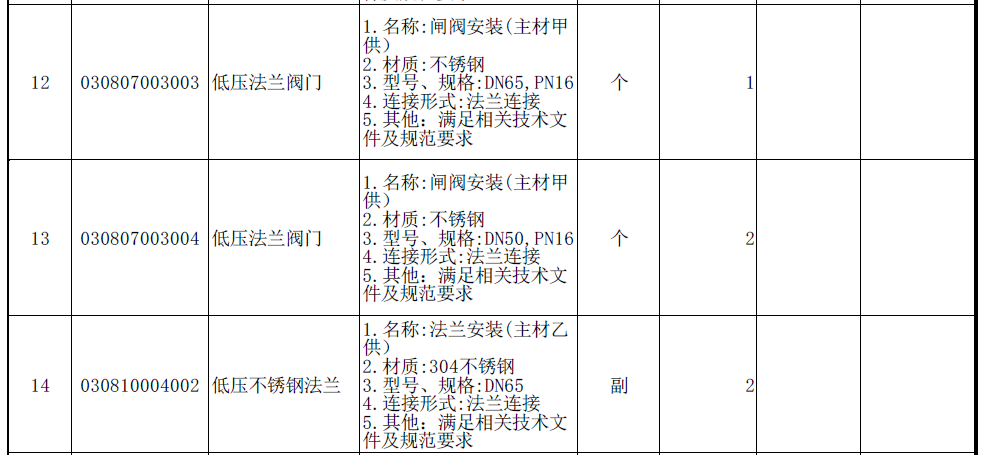 12 030807003003 低压法兰阀门 1.名称:闸阀安装(主材甲
供)
2.材质:不锈钢
3.型号、规格:DN65,PN16
4.连接形式:法兰连接
5.其他：满足相关技术文
件及规范要求 个 1
13 030807003004 低压法兰阀门 1.名称:闸阀安装(主材甲
供)
2.材质:不锈钢
3.型号、规格:DN50,PN16
4.连接形式:法兰连接
5.其他：满足相关技术文
件及规范要求 个 2
14 030810004002 低压不锈钢法兰 1.名称:法兰安装(主材乙
供)
2.材质:304不锈钢
3.型号、规格:DN65
4.连接形式:法兰连接
5.其他：满足相关技术文
件及规范要求 副 2